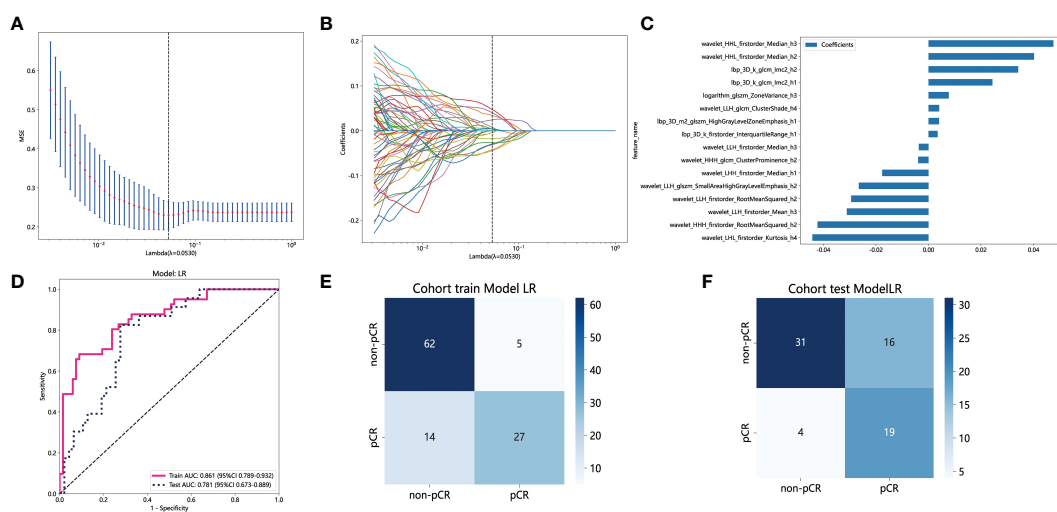 A
0.6
0.5
MSE
0.4
0.3
0.2
10⁻²
10⁻¹
10⁰
Lambda(λ=0.0530)
B
0.2
0.1
Coefficients
0.0
-0.1
-0.2
10⁻²
10⁻¹
10⁰
Lambda(λ=0.0530)
C
Coefficients
feature_name
wavelet_HHL_firstorder_Median_h3
wavelet_HHL_firstorder_Median_h2
lbp_3D_k_glcm_Imc2_h2
lbp_3D_k_glcm_Imc2_h1
logarithm_glszm_ZoneVariance_h3
wavelet_LLH_glcm_ClusterShade_h4
lbp_3D_m2_glszm_HighGrayLevelZoneEmphasis_h1
lbp_3D_k_firstorder_InterquartileRange_h1
wavelet_LLH_firstorder_Median_h3
wavelet_HHH_glcm_ClusterProminence_h2
wavelet_LHH_firstorder_Median_h1
wavelet_LLH_glszm_SmallAreaHighGrayLevelEmphasis_h2
wavelet_LLH_firstorder_RootMeanSquared_h2
wavelet_LLH_firstorder_Mean_h3
wavelet_HHH_firstorder_RootMeanSquared_h2
wavelet_LHL_firstorder_Kurtosis_h4
-0.04
-0.02
0.00
0.02
0.04
D
Model: LR
1.0
0.8
0.6
Sensitivity
0.4
0.2
0.0
Train AUC: 0.861 (95%CI 0.789-0.932)
Test AUC: 0.781 (95%CI 0.673-0.889)
0.0
0.2
0.4
0.6
0.8
1.0
1 - Specificity
E
Cohort train Model LR
non-pCR
62
5
pCR
14
27
non-pCR
pCR
60
50
40
30
20
10
F
Cohort test ModelLR
non-pCR
31
16
pCR
4
19
non-pCR
pCR
30
25
20
15
10
5